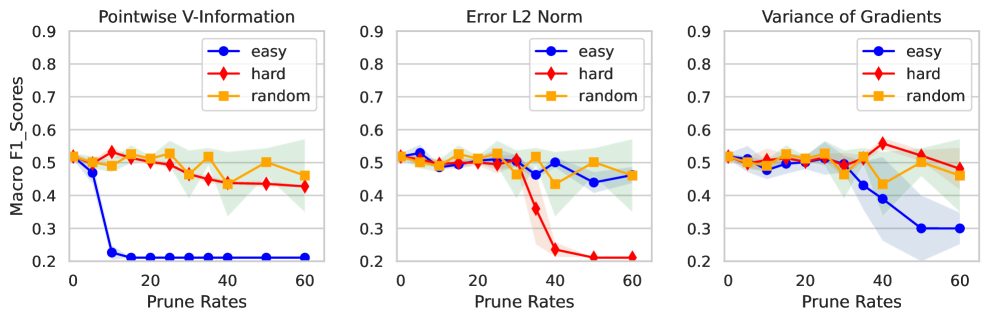 Pointwise V-Information
Error L2 Norm
Variance of Gradients
Macro F1_Scores
0.9
0.8
0.7
0.6
0.5
0.4
0.3
0.2
0
20
40
60
Prune Rates
easy
hard
random
0.9
0.8
0.7
0.6
0.5
0.4
0.3
0.2
0
20
40
60
Prune Rates
easy
hard
random
0.9
0.8
0.7
0.6
0.5
0.4
0.3
0.2
0
20
40
60
Prune Rates
easy
hard
random